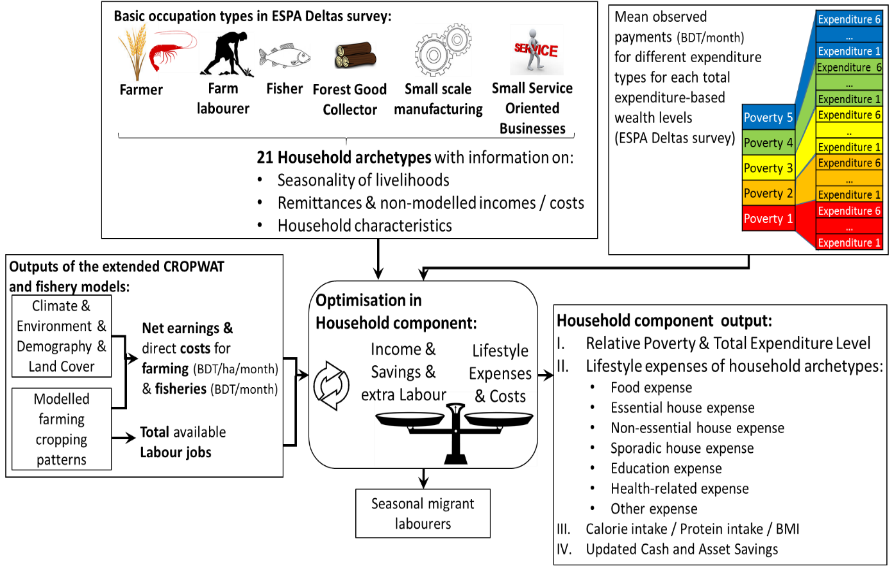 Basic occupation types in ESPA Deltas survey:
Farmer
Farm
labourer
Fisher
Forest Good
Collector
Small scale
manufacturing
SERVICE
Small Service
Oriented
Businesses
21 Household archetypes with information on:
• Seasonality of livelihoods
• Remittances & non-modelled incomes / costs
• Household characteristics
Mean observed
payments (BDT/month)
for different expenditure
types for each total
expenditure-based
wealth levels
(ESPA Deltas survey)
Poverty 5
Poverty 4
Poverty 3
Poverty 2
Poverty 1
Expenditure 6
...
Expenditure 1
Expenditure 6
...
Expenditure 1
Expenditure 6
..
Expenditure 1
Expenditure 6
...
Expenditure 1
Expenditure 6
...
Expenditure 1
Outputs of the extended CROPWAT
and fishery models:
Climate &
Environment &
Demography &
Land Cover
Modelled
farming
cropping
patterns
Net earnings &
direct costs for
farming (BDT/ha/month)
& fisheries (BDT/month)
Total available
Labour jobs
Optimisation in
Household component:
Income &
Savings &
extra Labour
Lifestyle
Expenses
& Costs
Seasonal migrant
labourers
Household component output:
I. Relative Poverty & Total Expenditure Level
II. Lifestyle expenses of household archetypes:
• Food expense
• Essential house expense
• Non-essential house expense
• Sporadic house expense
• Education expense
• Health-related expense
• Other expense
III. Calorie intake / Protein intake / BMI
IV. Updated Cash and Asset Savings